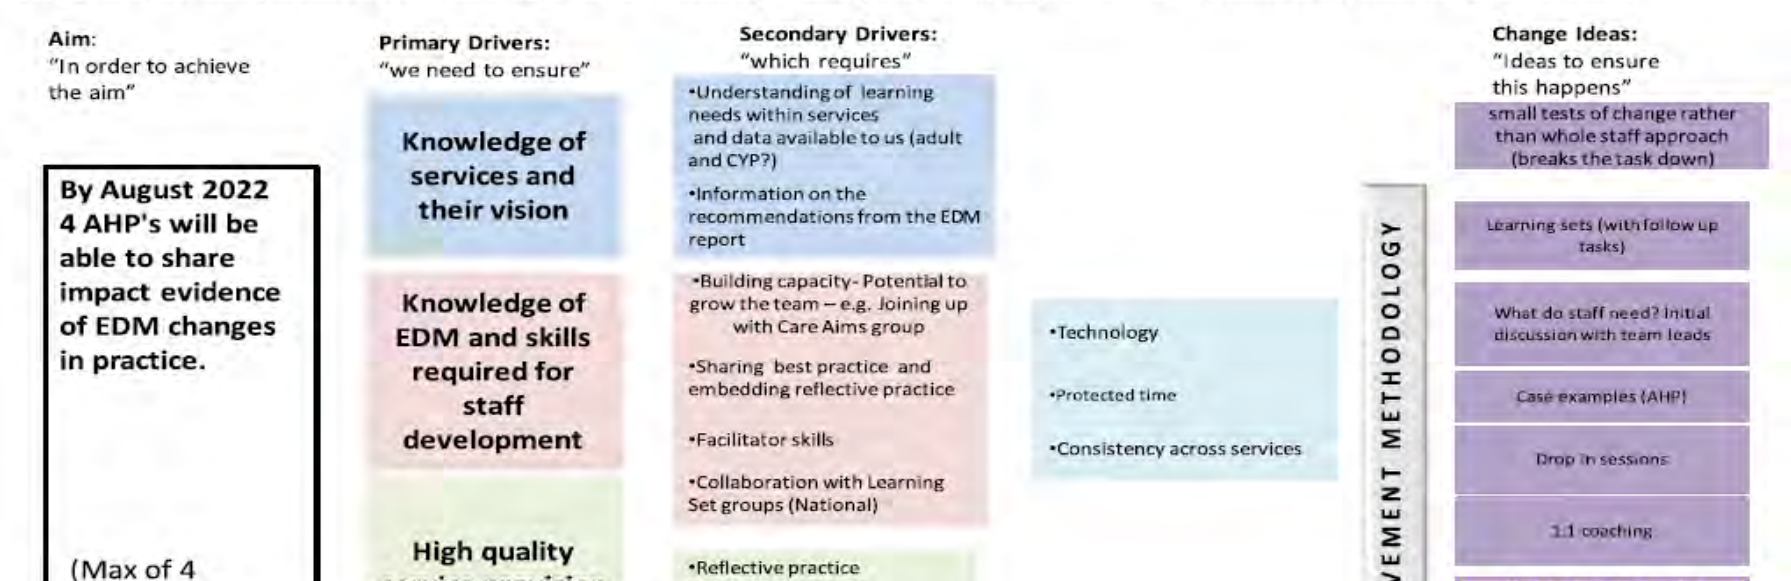 Aim:
"In order to achieve
the aim"
By August 2022
4 AHP's will be
able to share
impact evidence
of EDM changes
in practice.
(Max of 4
Primary Drivers:
"we need to ensure"
Knowledge of
services and
their vision
Knowledge of
EDM and skills
required for
staff
development
High quality
Secondary Drivers:
"which requires"
•Understanding of learning
needs within services
and data available to us (adult
and CYP?)
•Information on the
recommendations from the EDM
report
•Building capacity- Potential to
grow the team – e.g. Joining up
with Care Aims group
•Sharing best practice and
embedding reflective practice
•Facilitator skills
•Collaboration with Learning
Set groups (National)
•Reflective practice
•Technology
•Protected time
•Consistency across services
VEMENT METHODOLOGY
Change Ideas:
"Ideas to ensure
this happens"
small tests of change rather
than whole staff approach
(breaks the task down)
Learning sets (with follow up
tasks)
What do staff need? Initial
discussion with team leads
Case examples (AHP)
Drop in sessions
1:1 coaching